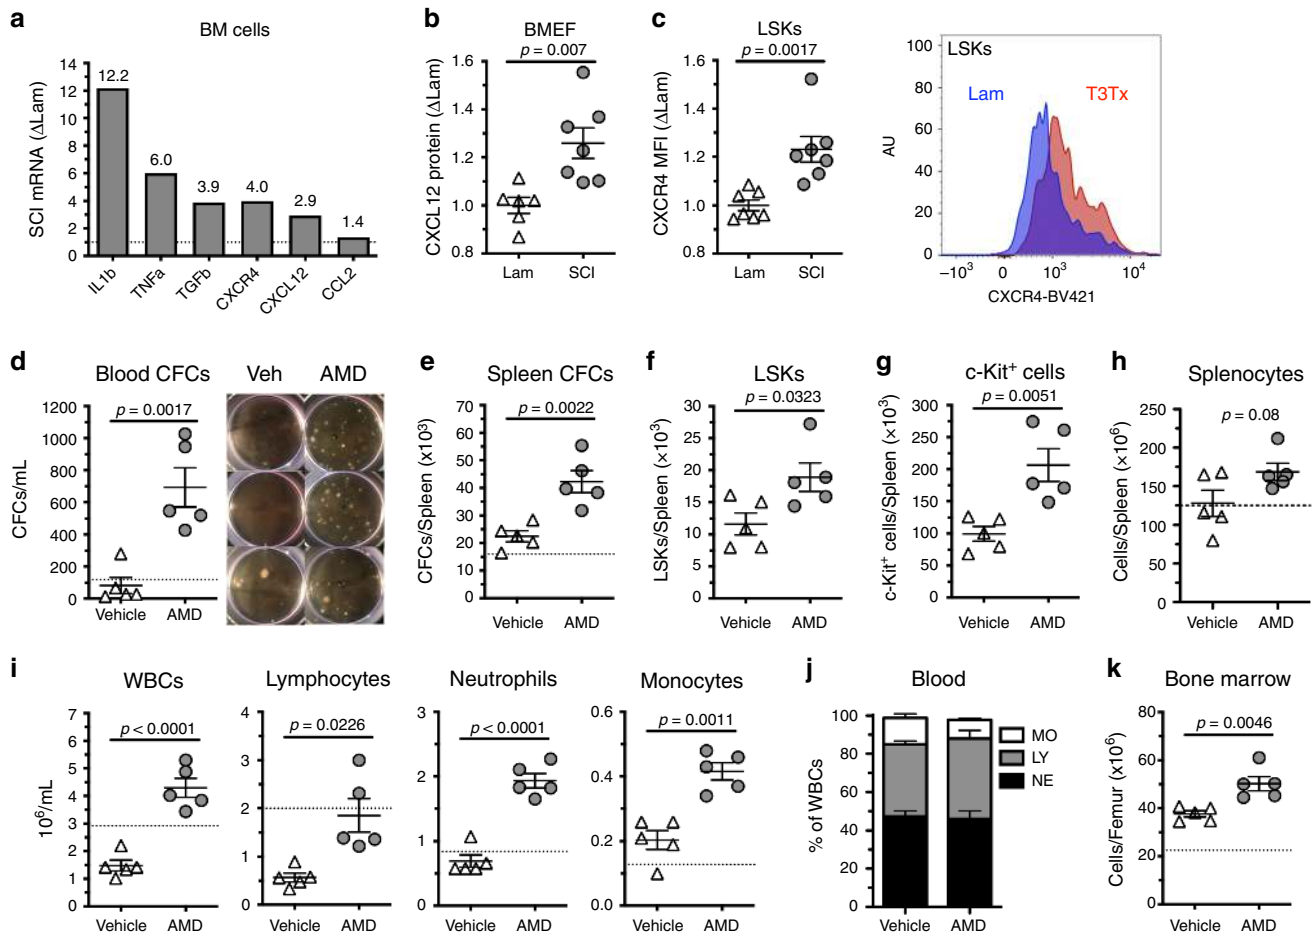 a
BM cells
SCI mRNA (ΔLam)
14
12
10
8
6
4
2
0
12.2
6.0
3.9
4.0
2.9
1.4
IL1b
TNFa
TGFb
CXCR4
CXCL12
CCL2
b
BMEF
p = 0.007
CXCL12 protein (ΔLam)
1.6
1.4
1.2
1.0
0.8
Lam
SCI
c
LSKs
p = 0.0017
CXCR4 MFI (ΔLam)
1.6
1.4
1.2
1.0
0.8
Lam
SCI
LSKs
Lam
T3Tx
AU
100
80
60
40
20
0
−10³
0
10³
10⁴
CXCR4-BV421
d
Blood CFCs
p = 0.0017
CFCs/mL
1200
1000
800
600
400
200
0
Vehicle
AMD
Veh
AMD
e
Spleen CFCs
p = 0.0022
CFCs/Spleen (x10³)
70
60
50
40
30
20
10
0
Vehicle
AMD
f
LSKs
p = 0.0323
LSKs/Spleen (×10³)
30
25
20
15
10
5
0
Vehicle
AMD
g
c-Kit⁺ cells
p = 0.0051
c-Kit⁺ cells/Spleen (×10³)
300
250
200
150
100
50
0
Vehicle
AMD
h
Splenocytes
p = 0.08
Cells/Spleen (×10⁶)
250
200
150
100
50
0
Vehicle
AMD
i
WBCs
p < 0.0001
10⁶/mL
7
6
5
4
3
2
1
0
Vehicle
AMD
Lymphocytes
p = 0.0226
4
3
2
1
0
Vehicle
AMD
Neutrophils
p < 0.0001
3
2
1
0
Vehicle
AMD
Monocytes
p = 0.0011
0.6
0.4
0.2
0.0
Vehicle
AMD
j
Blood
% of WBCs
100
80
60
40
20
0
MO
LY
NE
Vehicle
AMD
k
Bone marrow
p = 0.0046
Cells/Femur (x10⁶)
80
60
40
20
0
Vehicle
AMD